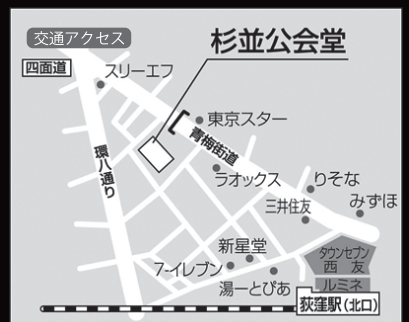 交通アクセス
杉並公会堂
四面道
スリーエフ
東京スター
青梅街道
環八通り
ラオックス
りそな
三井住友
みずほ
新星堂
7-イレブン
湯ーとぴあ
タウンセブン
西友
ルミネ
荻窪駅(北口)